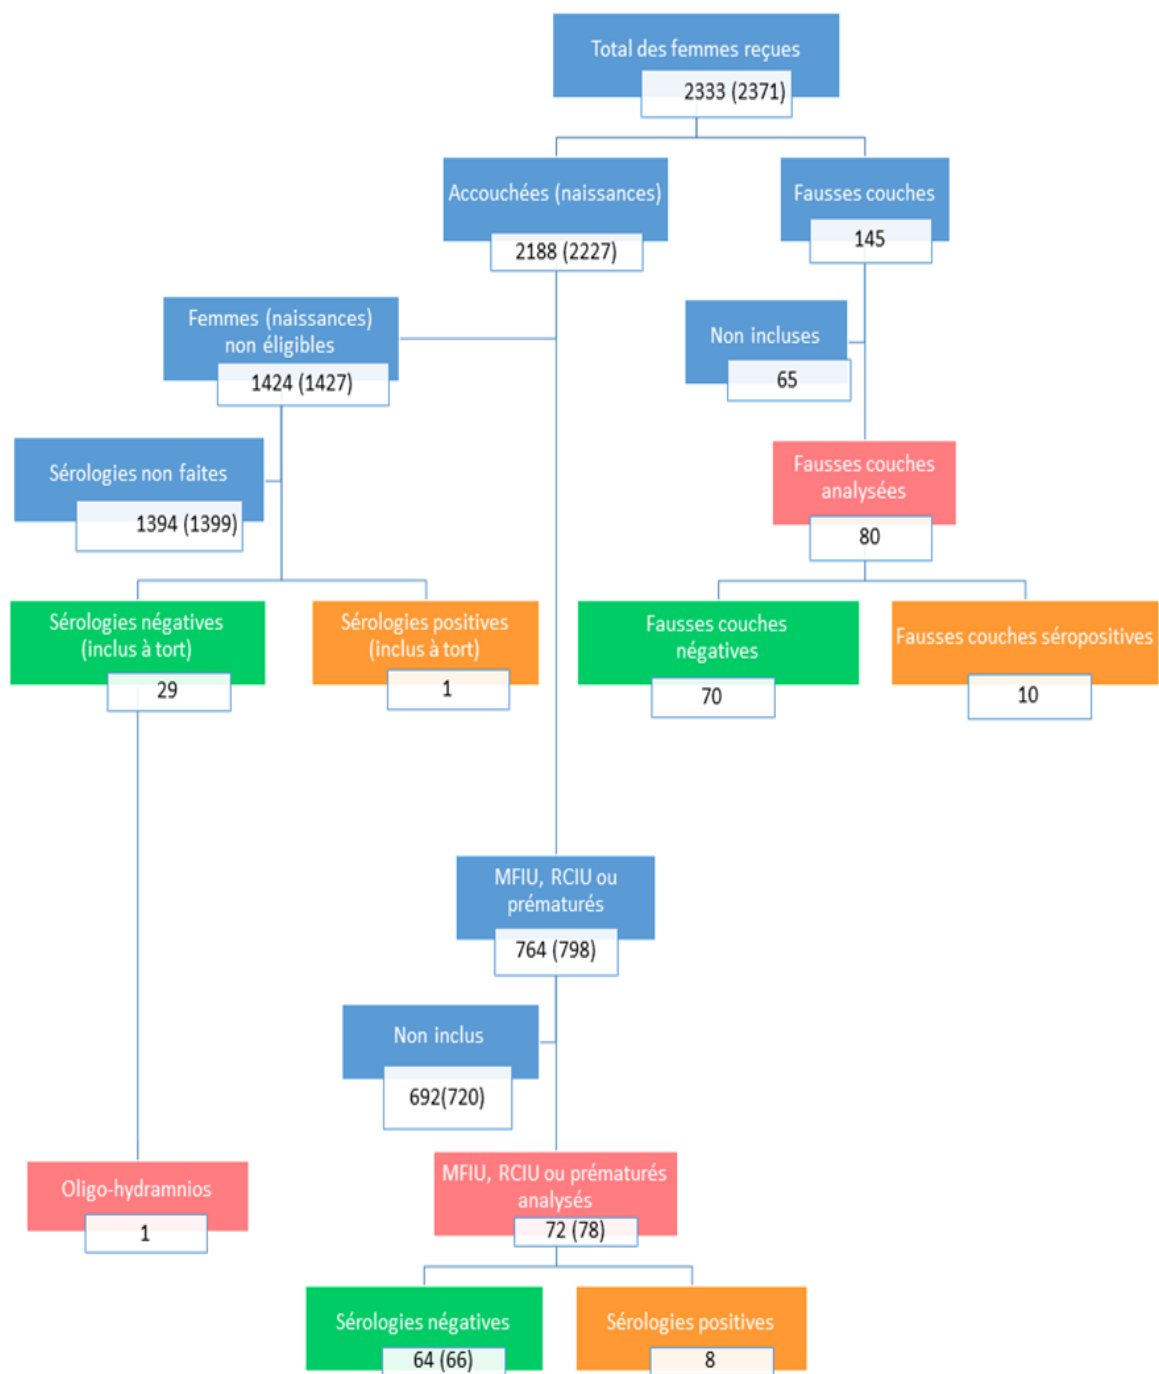 Total des femmes reçues
2333 (2371)
Accouchées (naissances)
2188 (2227)
Fausses couches
145
Femmes (naissances)
non éligibles
1424 (1427)
Non incluses
65
Sérologies non faites
1394 (1399)
Fausses couches
analysées
80
Sérologies négatives
(inclus à tort)
29
Sérologies positives
(inclus à tort)
1
Fausses couches
négatives
70
Fausses couches séropositives
10
MFIU, RCIU ou
prématurés
764 (798)
Non inclus
692(720)
Oligo-hydramnios
1
MFIU, RCIU ou prématurés
analysés
72 (78)
Sérologies négatives
64 (66)
Sérologies positives
8